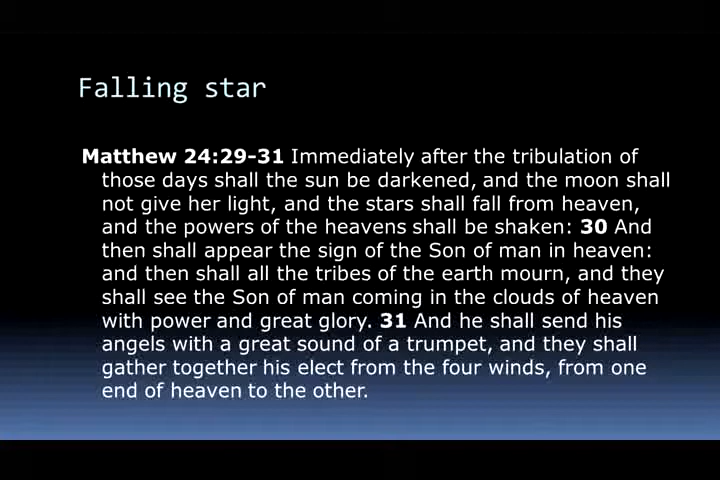 Falling star
Matthew 24:29-31 Immediately after the tribulation of
those days shall the sun be darkened, and the moon shall
not give her light, and the stars shall fall from heaven,
and the powers of the heavens shall be shaken: 30 And
then shall appear the sign of the Son of man in heaven:
and then shall all the tribes of the earth mourn, and they
shall see the Son of man coming in the clouds of heaven
with power and great glory. 31 And he shall send his
angels with a great sound of a trumpet, and they shall
gather together his elect from the four winds, from one
end of heaven to the other.